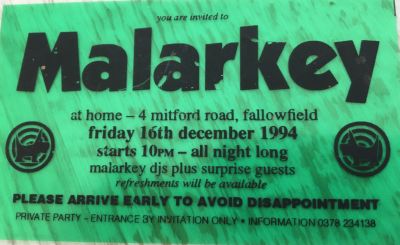 you are invited to
Malarkey
at home – 4 mitford road, fallowfield
friday 16th december 1994
starts 10PM – all night long
malarkey djs plus surprise guests
refreshments will be available
PLEASE ARRIVE EARLY TO AVOID DISAPPOINTMENT
PRIVATE PARTY - ENTRANCE BY INVITATION ONLY • INFORMATION 0378 234138